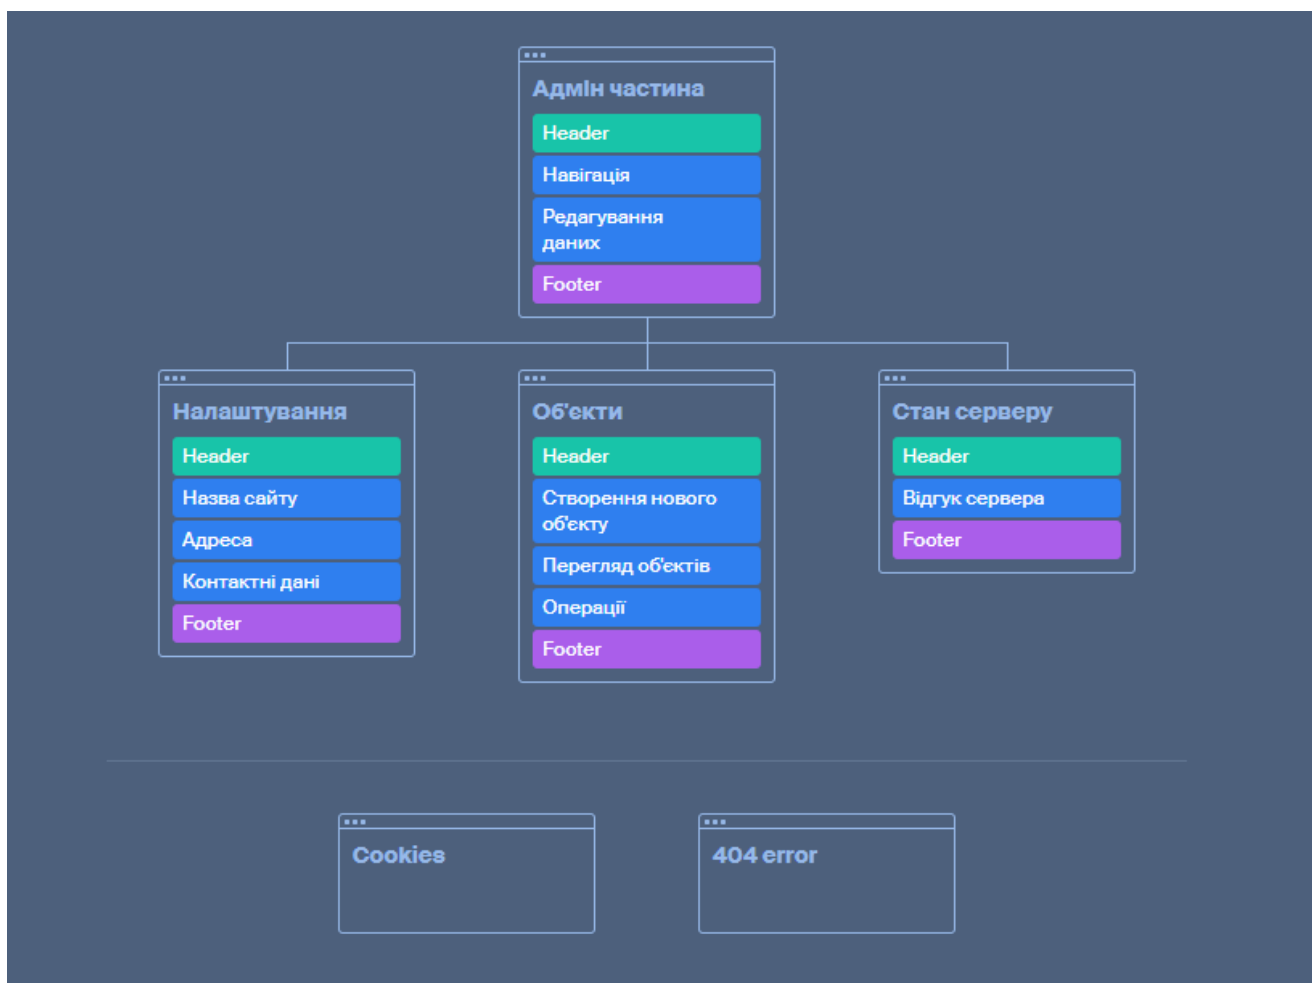 Адмін частина
Header
Навігація
Редагування
даних
Footer
Налаштування
Header
Назва сайту
Адреса
Контактні дані
Footer
Об'єкти
Header
Створення нового
об'єкту
Перегляд об'єктів
Операції
Footer
Стан серверу
Header
Відгук сервера
Footer
Cookies
404 error